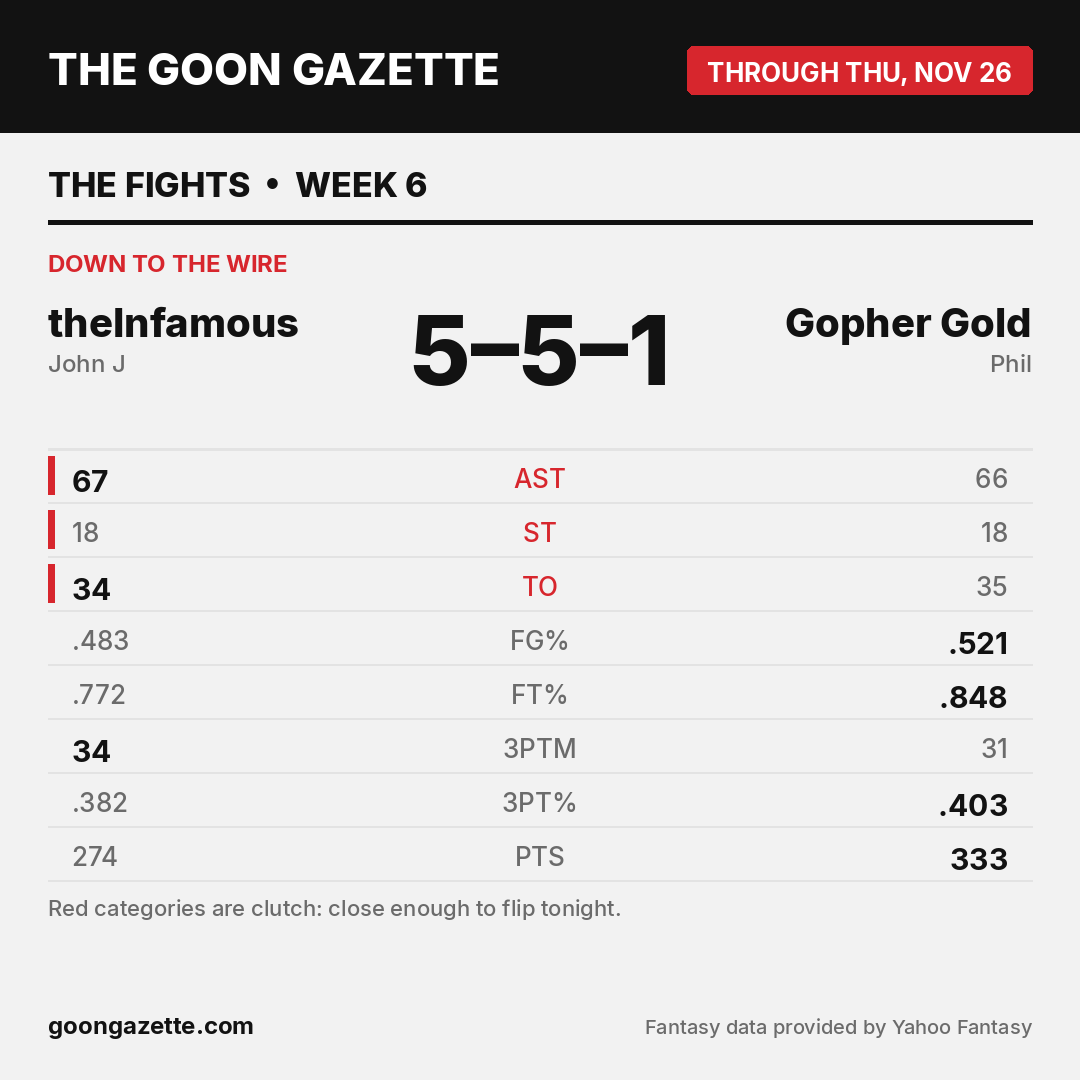 THE GOON GAZETTE
THROUGH THU, NOV 26
THE FIGHTS • WEEK 6
DOWN TO THE WIRE
theInfamous 5–5–1 Gopher Gold
John J Phil
67 AST 66
18 ST 18
34 TO 35
.483 FG% .521
.772 FT% .848
34 3PTM 31
.382 3PT% .403
274 PTS 333
Red categories are clutch: close enough to flip tonight.
goongazette.com Fantasy data provided by Yahoo Fantasy